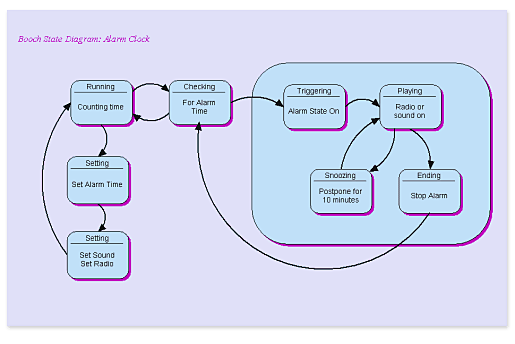 Booch State Diagram: Alarm Clock
Running
Counting time
Checking
For Alarm
Time
Triggering
Alarm State On
Playing
Radio or
sound on
Setting
Set Alarm Time
Snoozing
Postpone for
10 minutes
Ending
Stop Alarm
Setting
Set Sound
Set Radio